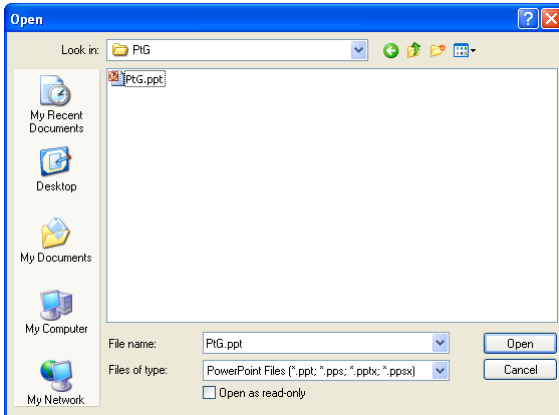 Open
Look in:
PtG
PtG.ppt
My Recent
Documents
Desktop
My Documents
My Computer
My Network
File name:
PtG.ppt
Open
Files of type:
PowerPoint Files (*.ppt; *.pps; *.pptx; *.ppsx)
Cancel
Open as read-only